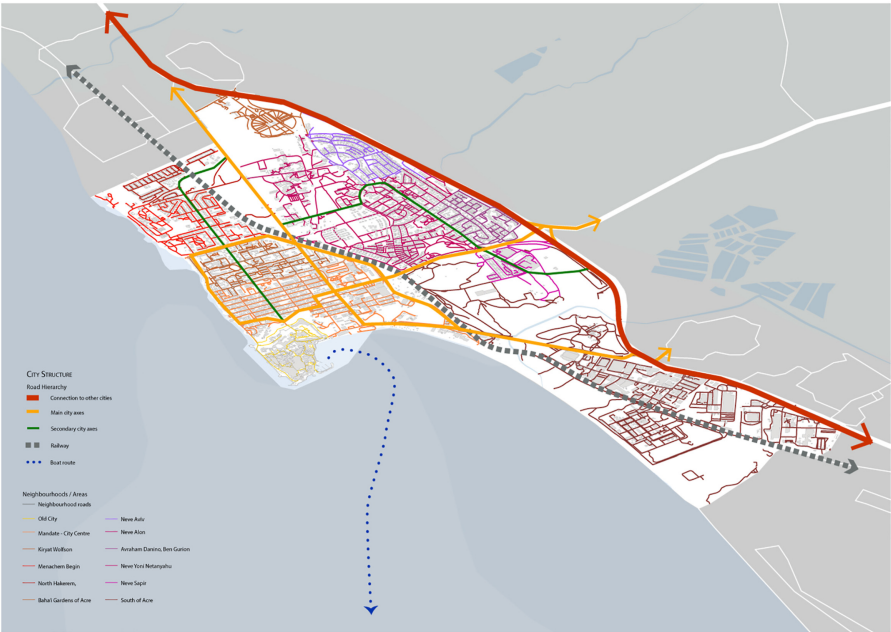 City Structure
Road Hierarchy
Connection to other cities
Main city axes
Secondary city axes
Railway
Boat route
Neighbourhoods / Areas
Neighbourhood roads
Old City
Mandate - City Centre
Kiryat Wolfson
Menachem Begin
North Hakerem,
Baha'i Gardens of Acre
Neve Aviv
Neve Alon
Avraham Danino, Ben Gurion
Neve Yoni Netanyahu
Neve Sapir
South of Acre